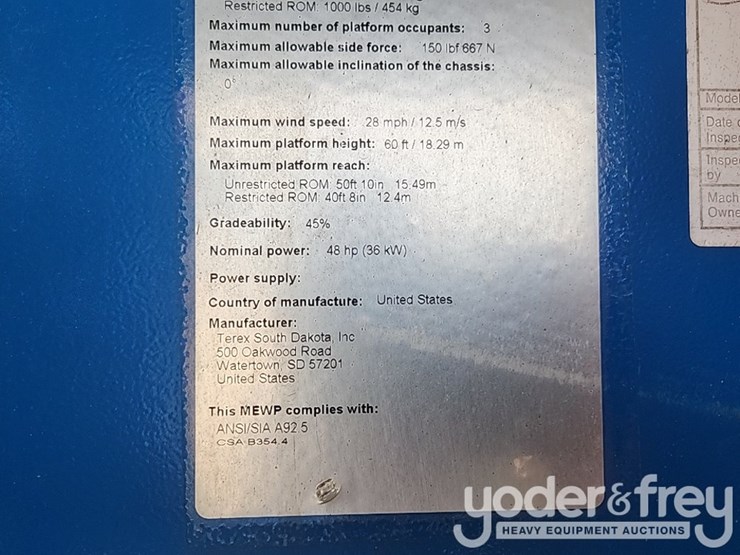 Restricted ROM: 1000 lbs / 454 kg
Maximum number of platform occupants: 3
Maximum allowable side force: 150 lbf 667 N
Maximum allowable inclination of the chassis:
0°
Maximum wind speed: 28 mph / 12.5 m/s
Maximum platform height: 60 ft / 18.29 m
Maximum platform reach:
Unrestricted ROM: 50ft 10in 15.49m
Restricted ROM: 40ft 8in 12.4m
Gradeability: 45%
Nominal power: 48 hp (36 kW)
Power supply:
Country of manufacture: United States
Manufacturer:
Terex South Dakota, Inc
500 Oakwood Road
Watertown, SD 57201
United States
This MEWP complies with:
ANSI/SIA A92.5
CSA B354.4
Model
Date o
Inspec
Inspe
by
Mach
Owne
yoder&frey
HEAVY EQUIPMENT AUCTIONS